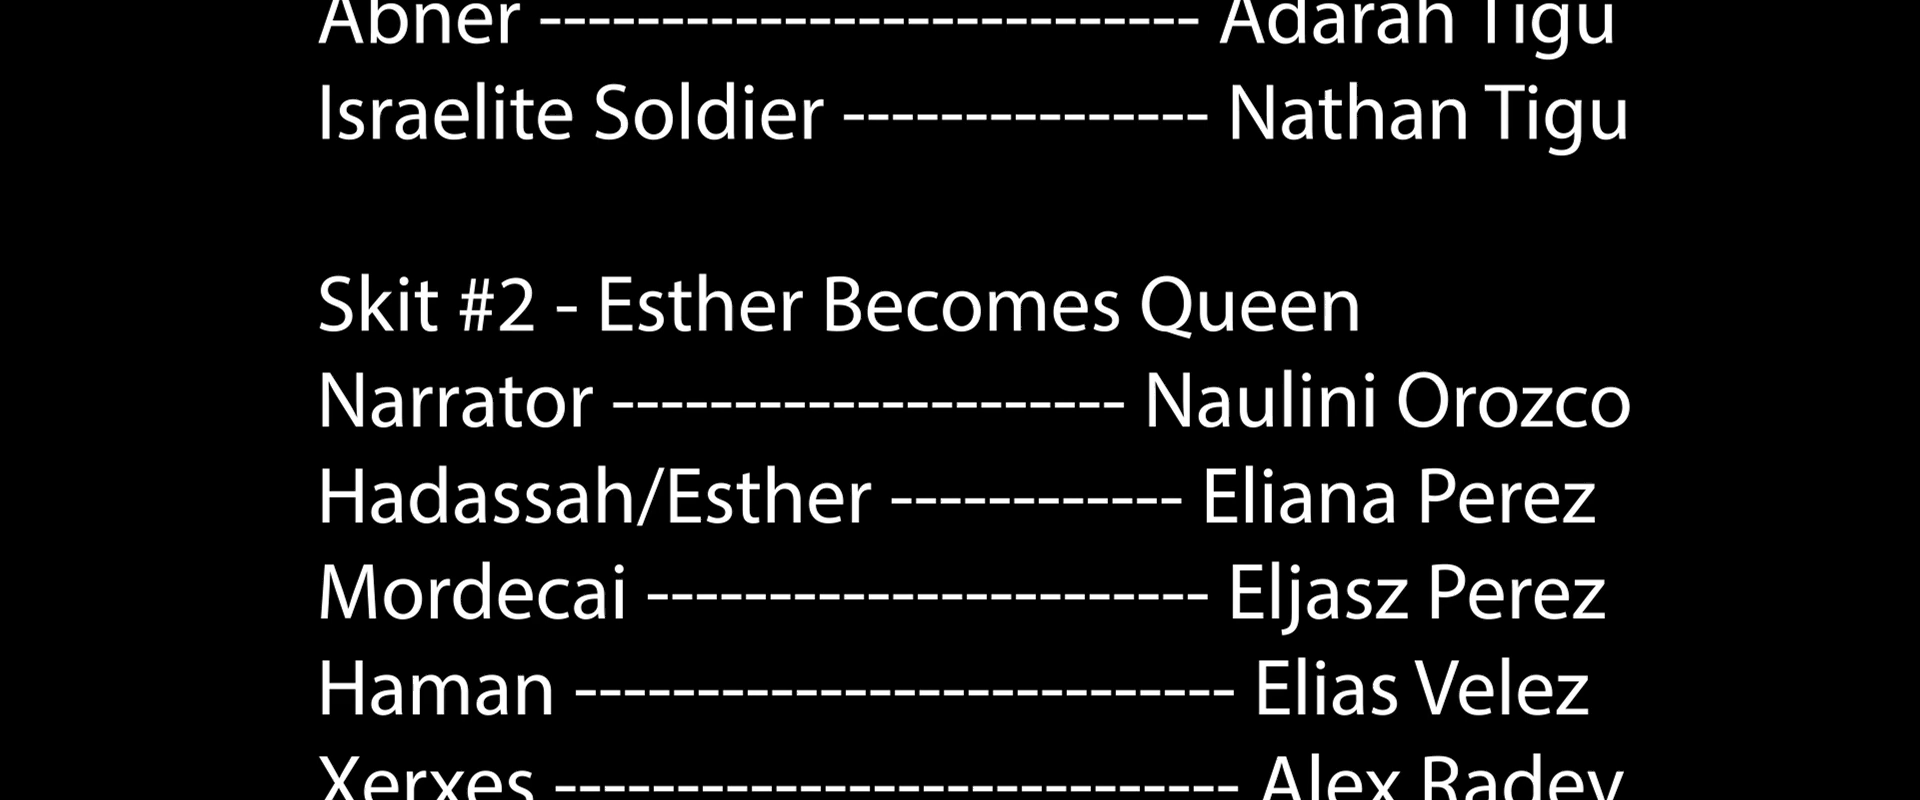 Abner --------------------------- Adarah Tigu
Israelite Soldier --------------- Nathan Tigu
Skit #2 - Esther Becomes Queen
Narrator --------------------- Naulini Orozco
Hadassah/Esther ------------ Eliana Perez
Mordecai ----------------------- Eljasz Perez
Haman --------------------------- Elias Velez
Xerxes ---------------------------- Alex Radev